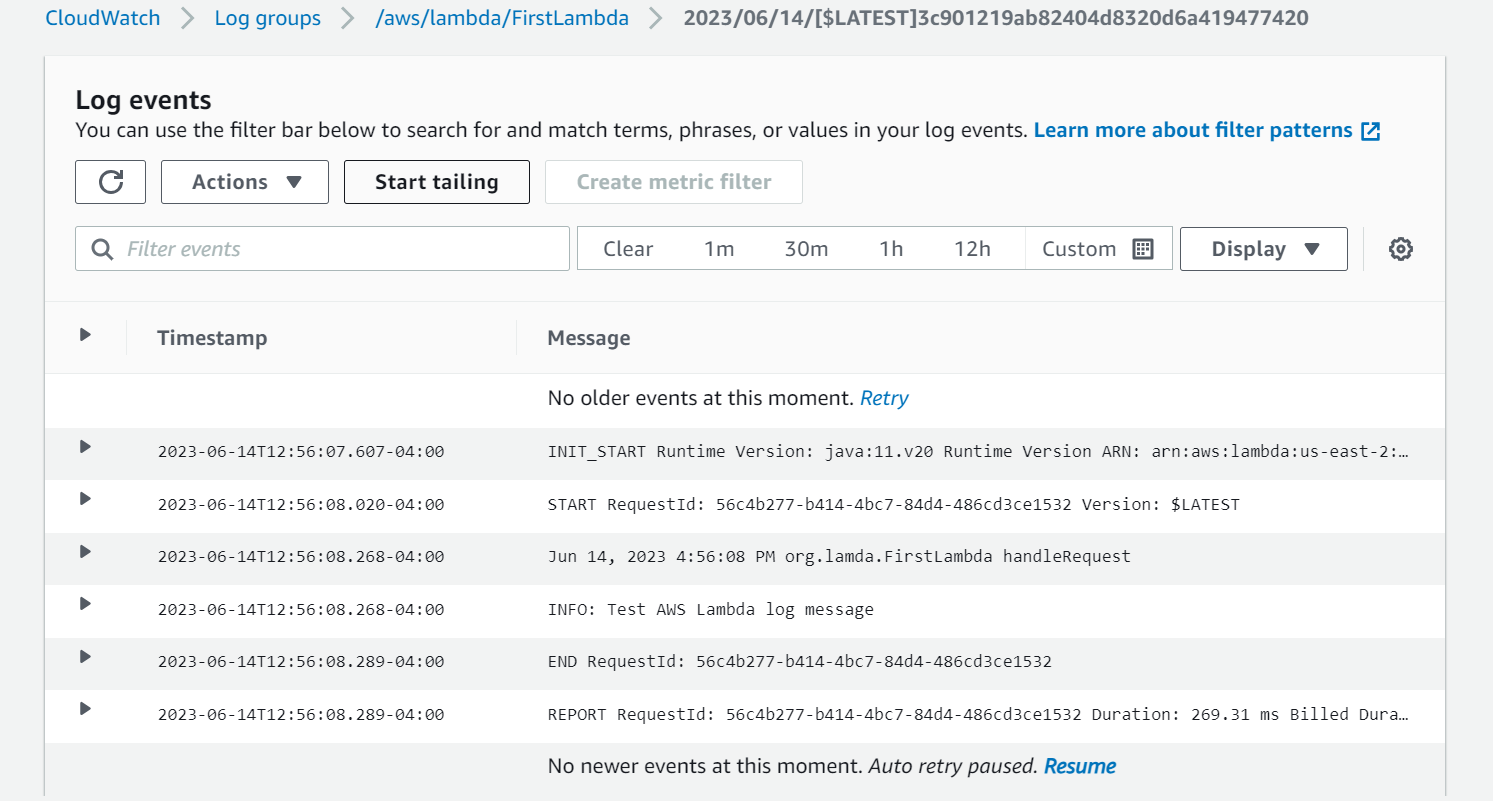 CloudWatch > Log groups > /aws/lambda/FirstLambda > 2023/06/14/[$LATEST]3c901219ab82404d8320d6a419477420
Log events
You can use the filter bar below to search for and match terms, phrases, or values in your log events. Learn more about filter patterns
Actions Start tailing Create metric filter
Filter events Clear 1m 30m 1h 12h Custom Display
Timestamp Message
No older events at this moment. Retry
2023-06-14T12:56:07.607-04:00 INIT_START Runtime Version: java:11.v20 Runtime Version ARN: arn:aws:lambda:us-east-2:…
2023-06-14T12:56:08.020-04:00 START RequestId: 56c4b277-b414-4bc7-84d4-486cd3ce1532 Version: $LATEST
2023-06-14T12:56:08.268-04:00 Jun 14, 2023 4:56:08 PM org.lamda.FirstLambda handleRequest
2023-06-14T12:56:08.268-04:00 INFO: Test AWS Lambda log message
2023-06-14T12:56:08.289-04:00 END RequestId: 56c4b277-b414-4bc7-84d4-486cd3ce1532
2023-06-14T12:56:08.289-04:00 REPORT RequestId: 56c4b277-b414-4bc7-84d4-486cd3ce1532 Duration: 269.31 ms Billed Dura…
No newer events at this moment. Auto retry paused. Resume